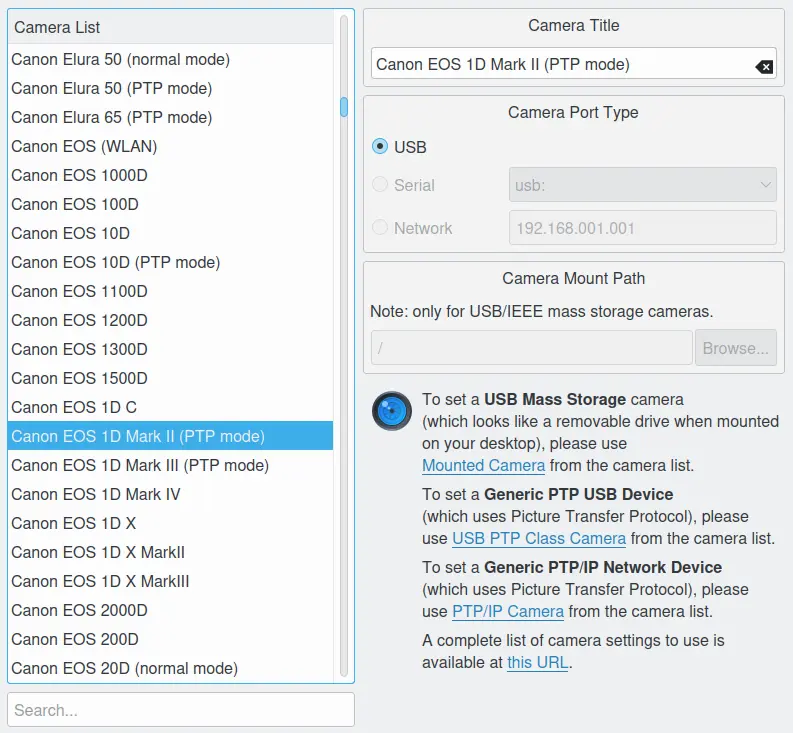 Camera List
Canon Elura 50 (normal mode)
Canon Elura 50 (PTP mode)
Canon Elura 65 (PTP mode)
Canon EOS (WLAN)
Canon EOS 1000D
Canon EOS 100D
Canon EOS 10D
Canon EOS 10D (PTP mode)
Canon EOS 1100D
Canon EOS 1200D
Canon EOS 1300D
Canon EOS 1500D
Canon EOS 1D C
Canon EOS 1D Mark II (PTP mode)
Canon EOS 1D Mark III (PTP mode)
Canon EOS 1D Mark IV
Canon EOS 1D X
Canon EOS 1D X MarkII
Canon EOS 1D X MarkIII
Canon EOS 2000D
Canon EOS 200D
Canon EOS 20D (normal mode)
Search...
Camera Title
Canon EOS 1D Mark II (PTP mode)
Camera Port Type
USB
Serial
usb:
Network
192.168.001.001
Camera Mount Path
Note: only for USB/IEEE mass storage cameras.
/
Browse...
To set a USB Mass Storage camera
(which looks like a removable drive when mounted
on your desktop), please use
Mounted Camera from the camera list.
To set a Generic PTP USB Device
(which uses Picture Transfer Protocol), please
use USB PTP Class Camera from the camera list.
To set a Generic PTP/IP Network Device
(which uses Picture Transfer Protocol), please
use PTP/IP Camera from the camera list.
A complete list of camera settings to use is
available at this URL.